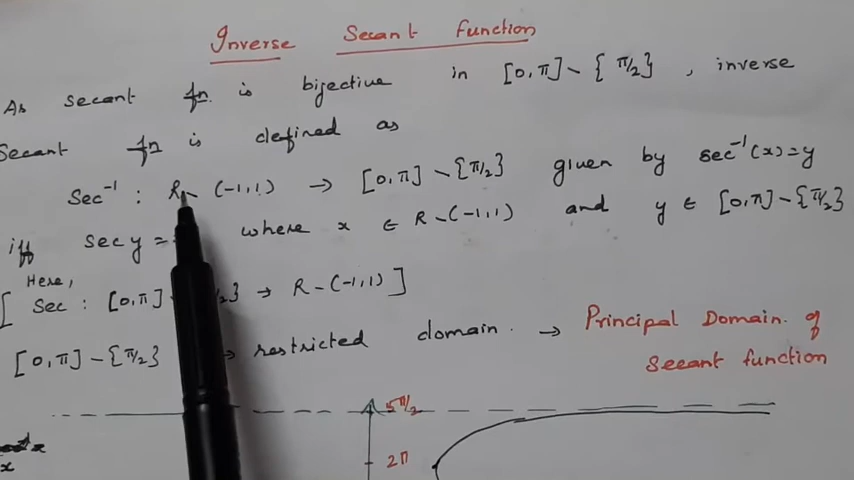 Inverse Secant Function
As secant fn. is bijective in [0,π] ~ {π/2}, inverse
Secant fn is defined as
Sec⁻¹ : R ~ (-1,1) → [0,π] ~ {π/2} given by sec⁻¹(x)=y
iff sec y = where x ∈ R ~ (-1,1) and y ∈ [0,π] ~ {π/2}
Here,
[ Sec : [0,π] /2} → R - (-1,1) ]
[0,π] - {π/2} → restricted domain. → Principal Domain of
Secant function
5π/2
x
x
2π